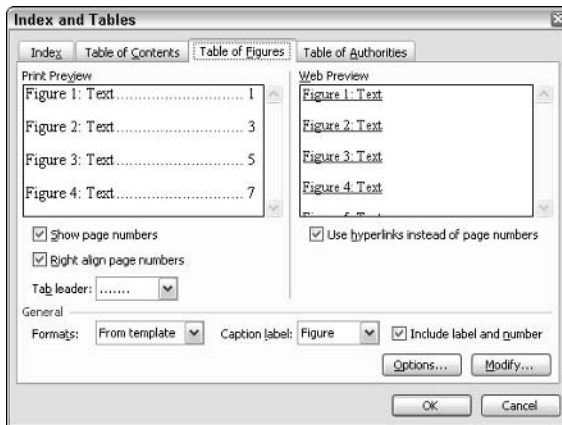 Index and Tables
Index
Table of Contents
Table of Figures
Table of Authorities
Print Preview
Figure 1: Text............................ 1
Figure 2: Text............................ 3
Figure 3: Text............................ 5
Figure 4: Text............................ 7
Web Preview
Figure 1: Text
Figure 2: Text
Figure 3: Text
Figure 4: Text
Show page numbers
Right align page numbers
Tab leader: .......
Use hyperlinks instead of page numbers
General
Formats: From template Caption label: Figure Include label and number
Options... Modify...
OK Cancel